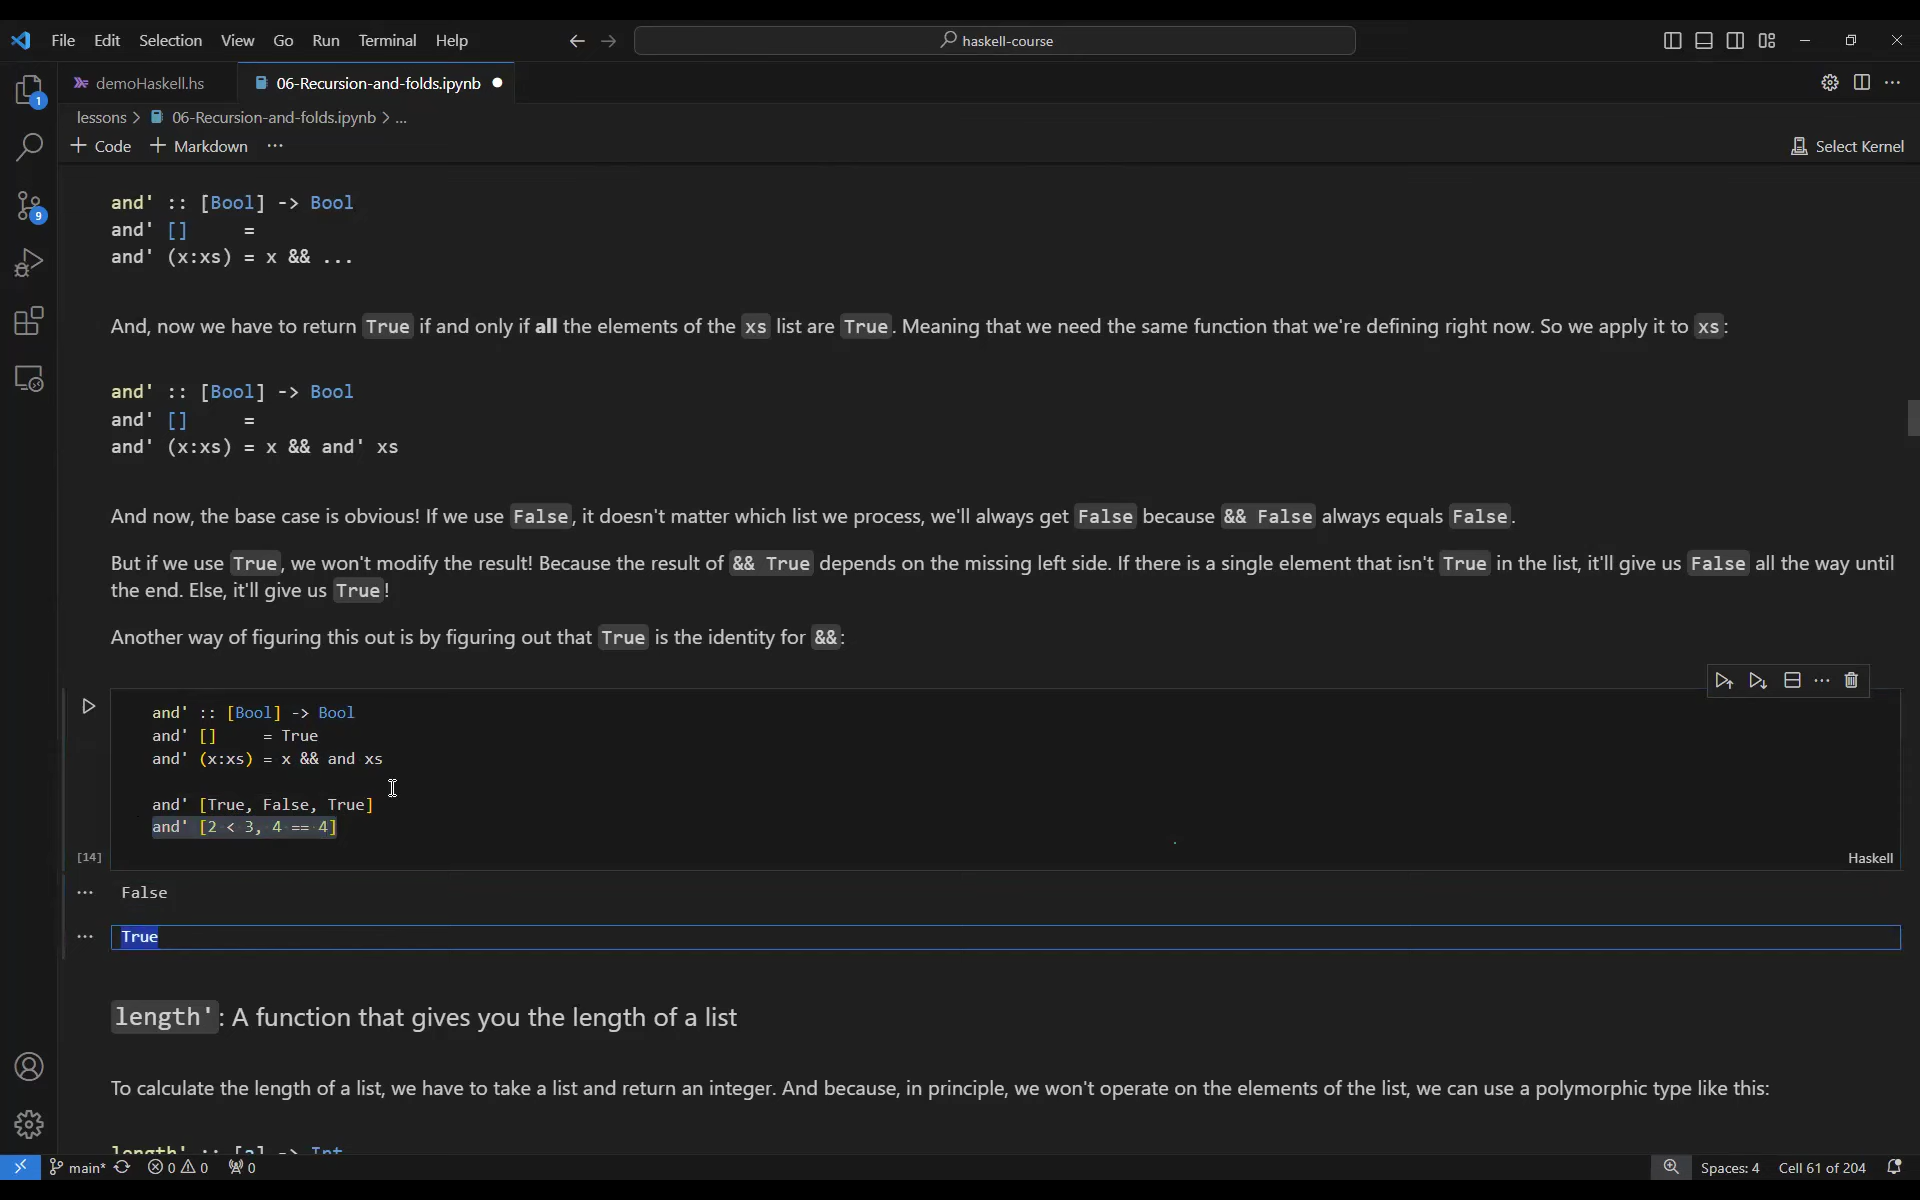 File Edit Selection View Go Run Terminal Help
haskell-course
demoHaskell.hs
06-Recursion-and-folds.ipynb
lessons > 06-Recursion-and-folds.ipynb > ...
+ Code + Markdown ...
Select Kernel
and' :: [Bool] -> Bool
and' []    =
and' (x:xs) = x && ...
And, now we have to return True if and only if all the elements of the xs list are True. Meaning that we need the same function that we're defining right now. So we apply it to xs:
and' :: [Bool] -> Bool
and' []    =
and' (x:xs) = x && and' xs
And now, the base case is obvious! If we use False, it doesn't matter which list we process, we'll always get False because && False always equals False.
But if we use True, we won't modify the result! Because the result of && True depends on the missing left side. If there is a single element that isn't True in the list, it'll give us False all the way until
the end. Else, it'll give us True!
Another way of figuring this out is by figuring out that True is the identity for &&:
and' :: [Bool] -> Bool
and' []     = True
and' (x:xs) = x && and xs
and' [True, False, True]
and' [2 < 3, 4 == 4]
[14]
Haskell
... False
... True
length': A function that gives you the length of a list
To calculate the length of a list, we have to take a list and return an integer. And because, in principle, we won't operate on the elements of the list, we can use a polymorphic type like this:
length' :: [a] -> Int
1
9
main* 0 0 0
Spaces: 4 Cell 61 of 204